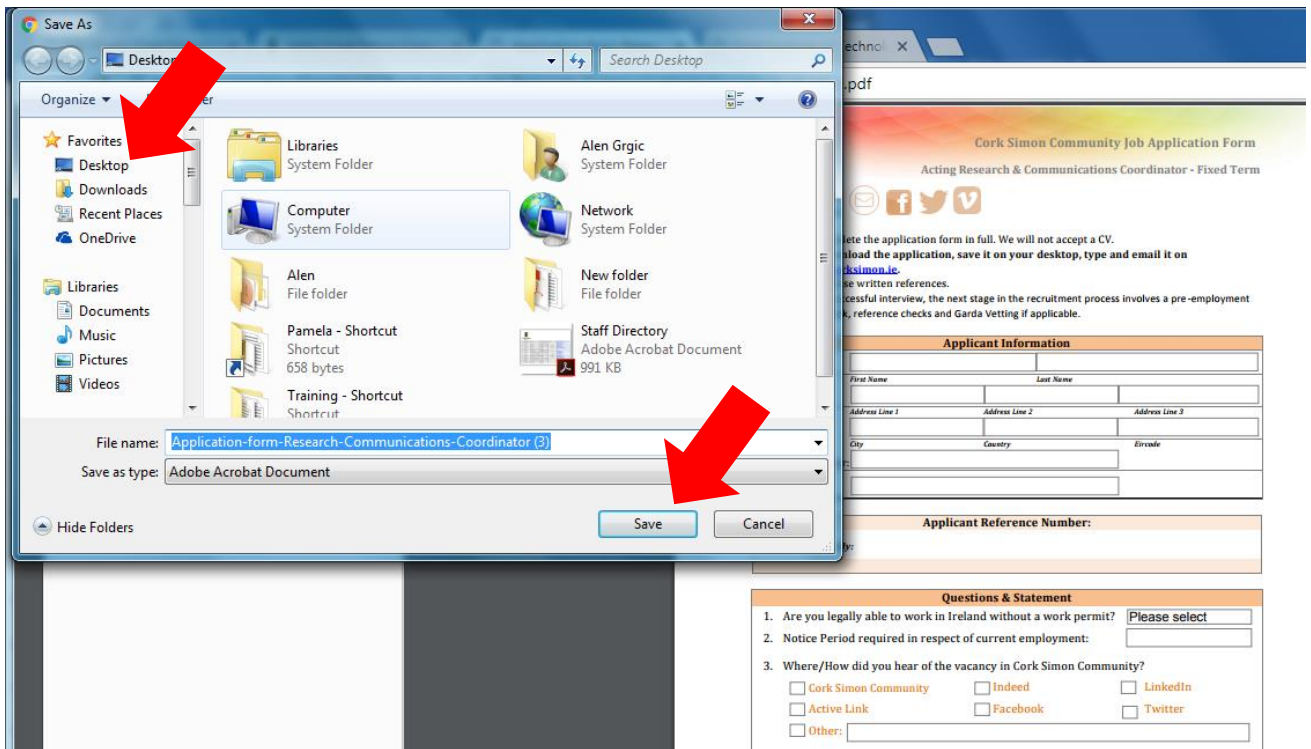 Save As
Desktop
Search Desktop
Organize
Favorites
Desktop
Downloads
Recent Places
OneDrive
Libraries
Documents
Music
Pictures
Videos
Libraries
System Folder
Alen Grgic
System Folder
Computer
System Folder
Network
System Folder
Alen
File folder
New folder
File folder
Pamela - Shortcut
Shortcut
658 bytes
Staff Directory
Adobe Acrobat Document
991 KB
Training - Shortcut
Shortcut
File name: Application-form-Research-Communications-Coordinator (3)
Save as type: Adobe Acrobat Document
Hide Folders
Save Cancel
echnol
.pdf
Cork Simon Community Job Application Form
Acting Research & Communications Coordinator - Fixed Term
lete the application form in full. We will not accept a CV.
nload the application, save it on your desktop, type and email it on
rksimon.ie.
se written references.
cessful interview, the next stage in the recruitment process involves a pre-employment
k, reference checks and Garda Vetting if applicable.
Applicant Information
First Name Last Name
Address Line 1 Address Line 2 Address Line 3
City Country Eircode
Applicant Reference Number:
ly:
Questions & Statement
1. Are you legally able to work in Ireland without a work permit? Please select
2. Notice Period required in respect of current employment:
3. Where/How did you hear of the vacancy in Cork Simon Community?
Cork Simon Community Indeed LinkedIn
Active Link Facebook Twitter
Other: